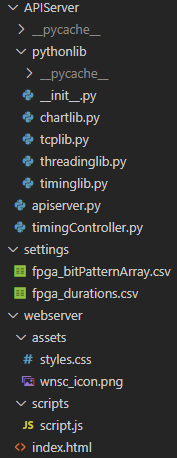 APIServer
__pycache__
pythonlib
__pycache__
__init__.py
chartlib.py
tcplib.py
threadinglib.py
timinglib.py
apiserver.py
timingController.py
settings
fpga_bitPatternArray.csv
fpga_durations.csv
webserver
assets
# styles.css
wnsc_icon.png
scripts
JS script.js
<> index.html